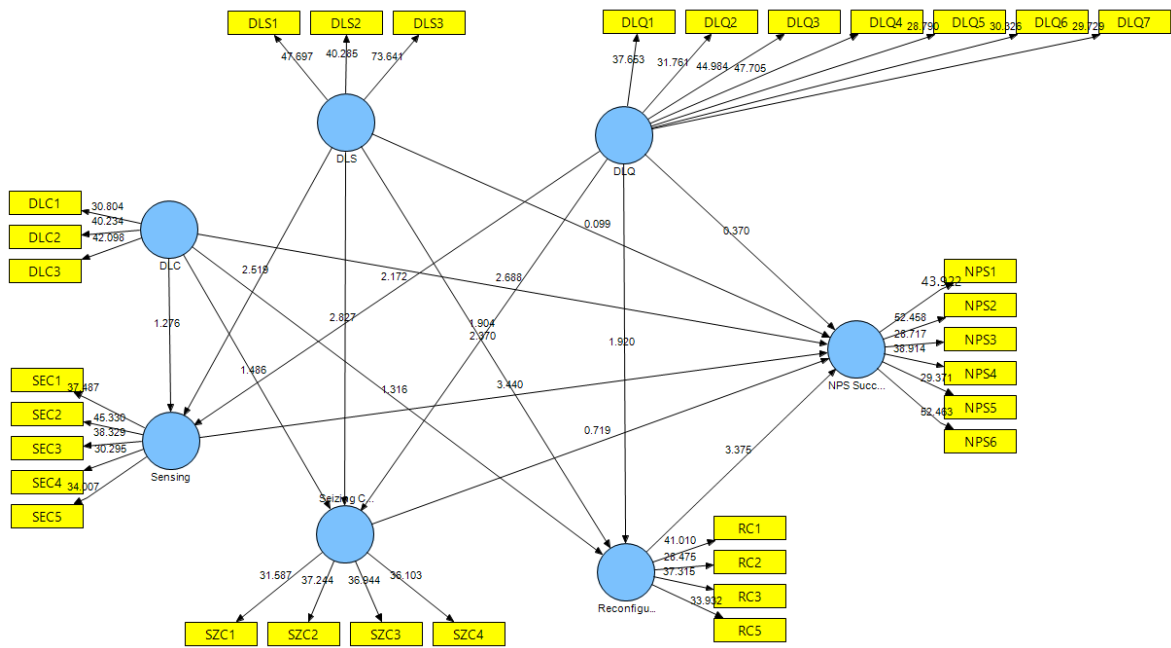 DLS1 DLS2 DLS3 DLQ1 DLQ2 DLQ3 DLQ4 DLQ5 DLQ6 DLQ7
47.697 40.285 73.641 37.653 31.761 44.984 47.705 28.790 30.326 29.729
DLS
DLQ
DLC1 30.804
DLC2 40.234
DLC3 42.098
DLC
0.099 0.370
2.519 2.172 2.688
1.276 2.827 1.904 1.920
2.370
NPS1 43.922
NPS2 52.458
NPS3 28.717
NPS4 38.914
NPS5 29.371
NPS6 52.463
NPS Succ...
1.486 1.316 3.440
0.719 3.375
SEC1 37.487
SEC2 45.330
SEC3 38.329
SEC4 30.295
SEC5 34.007
Sensing
Seizing C...
RC1 41.010
RC2 28.475
RC3 37.315
RC5 33.932
Reconfigu...
31.587 37.244 36.944 36.103
SZC1 SZC2 SZC3 SZC4